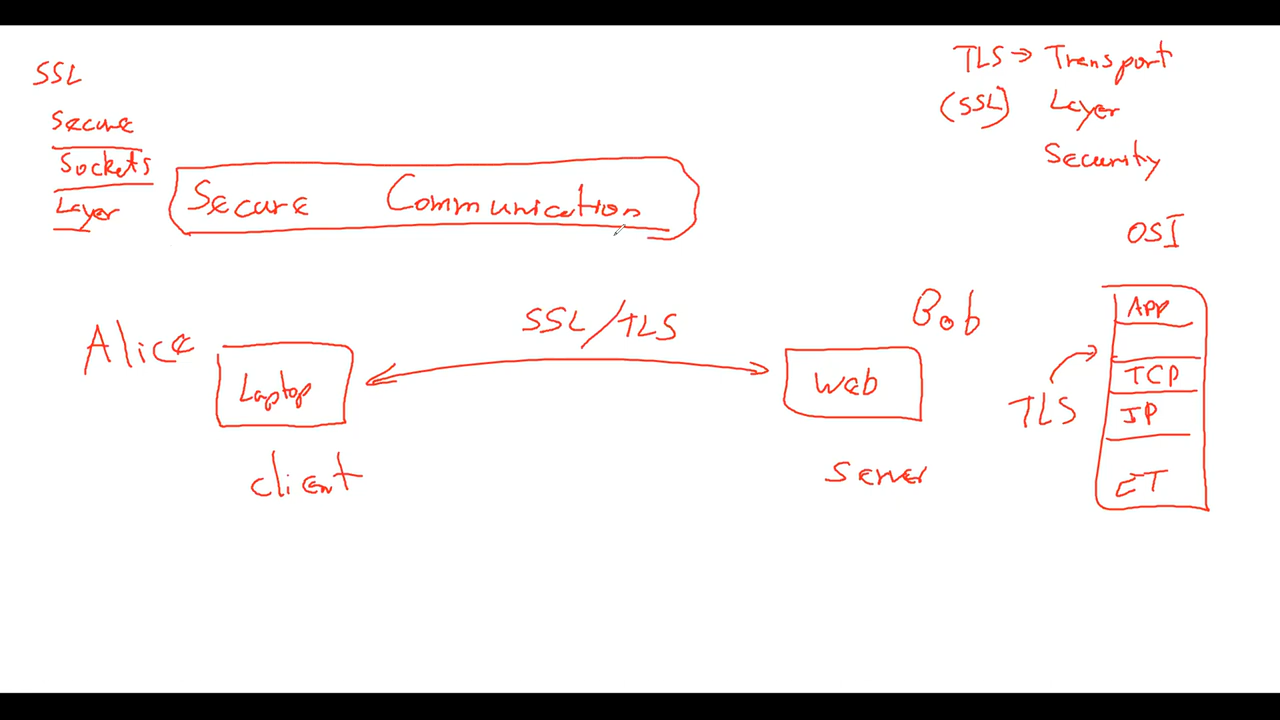 SSL
Secure
Sockets
Layer
Secure Communication
TLS → Transport
(SSL) Layer
Security
OSI
Alice
Laptop
client
SSL/TLS
Bob
Web
server
TLS
APP
TCP
IP
ET